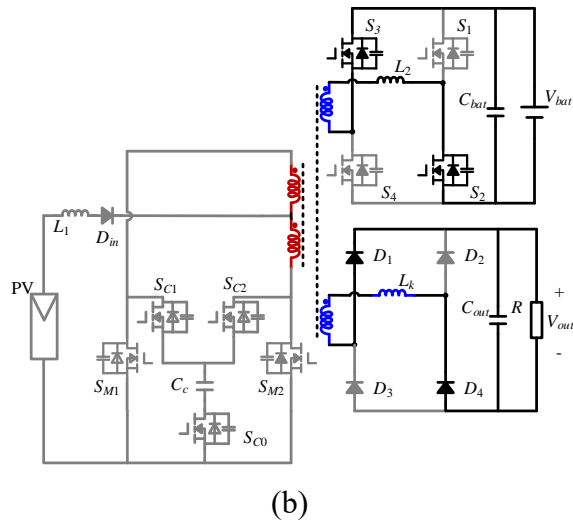 S3
S1
L2
Cbat
Vbat
S4
S2
L1
Din
D1
D2
Lk
PV
SC1
SC2
Cout
R
+
Vout
-
SM1
Cc
SM2
D3
D4
SC0
(b)